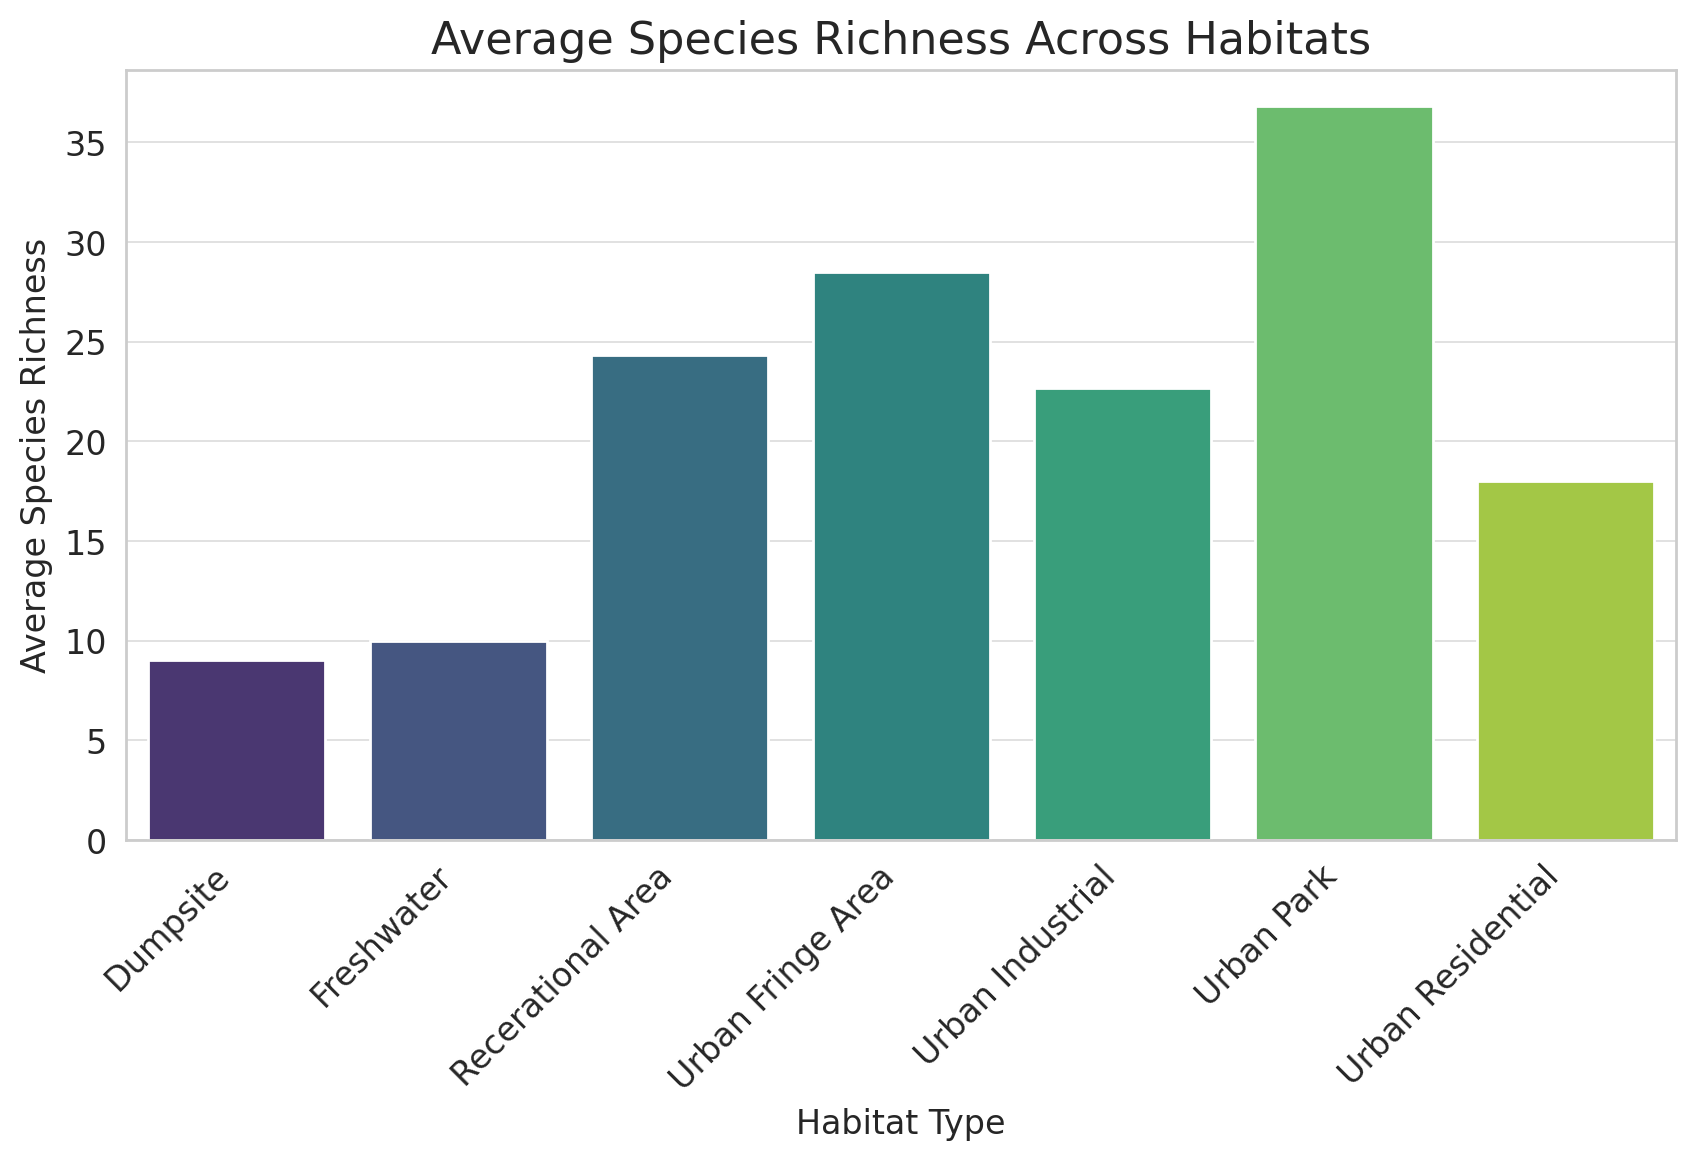 Average Species Richness Across Habitats
Average Species Richness
35
30
25
20
15
10
5
0
Dumpsite
Freshwater
Recerational Area
Urban Fringe Area
Urban Industrial
Urban Park
Urban Residential
Habitat Type